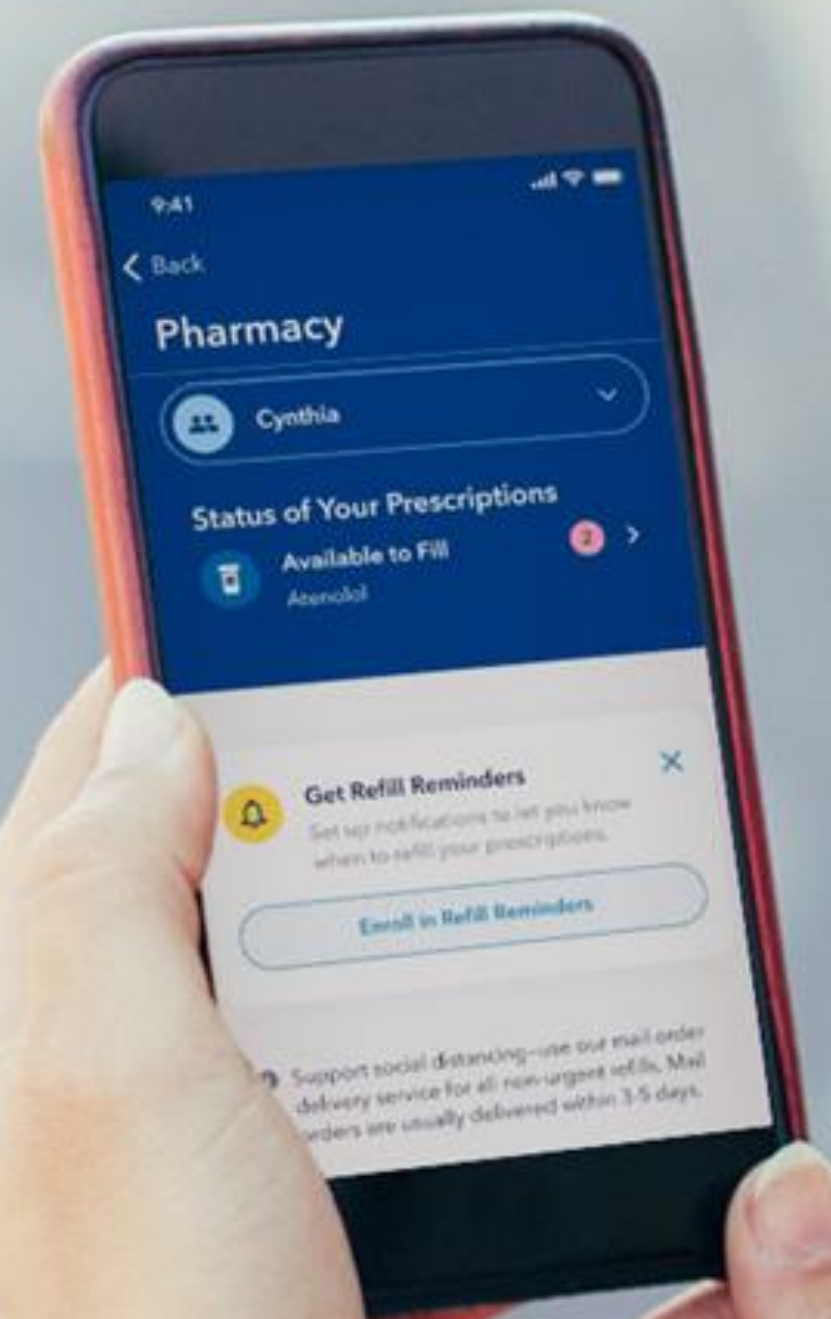 9:41
Back
Pharmacy
Cynthia
Status of Your Prescriptions
Available to Fill
2
Atenolol
Get Refill Reminders
Set up notifications to let you know
when to refill your prescriptions.
Enroll in Refill Reminders
Support social distancing–use our mail order
delivery service for all non-urgent refills. Mail
orders are usually delivered within 3-5 days.